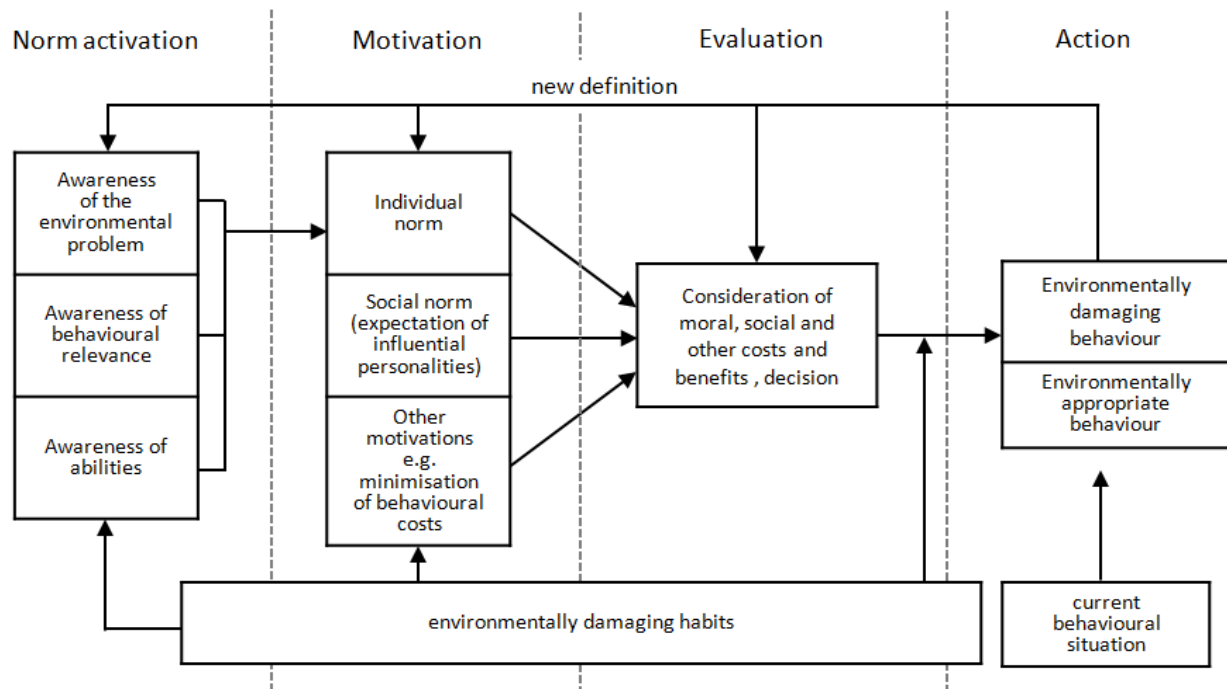 Norm activation
Motivation
Evaluation
Action
new definition
Awareness
of the
environmental
problem
Awareness of
behavioural
relevance
Awareness of
abilities
Individual
norm
Social norm
(expectation of
influential
personalities)
Other
motivations
e.g.
minimisation
of behavioural
costs
Consideration of
moral, social and
other costs and
benefits , decision
Environmentally
damaging
behaviour
Environmentally
appropriate
behaviour
environmentally damaging habits
current
behavioural
situation